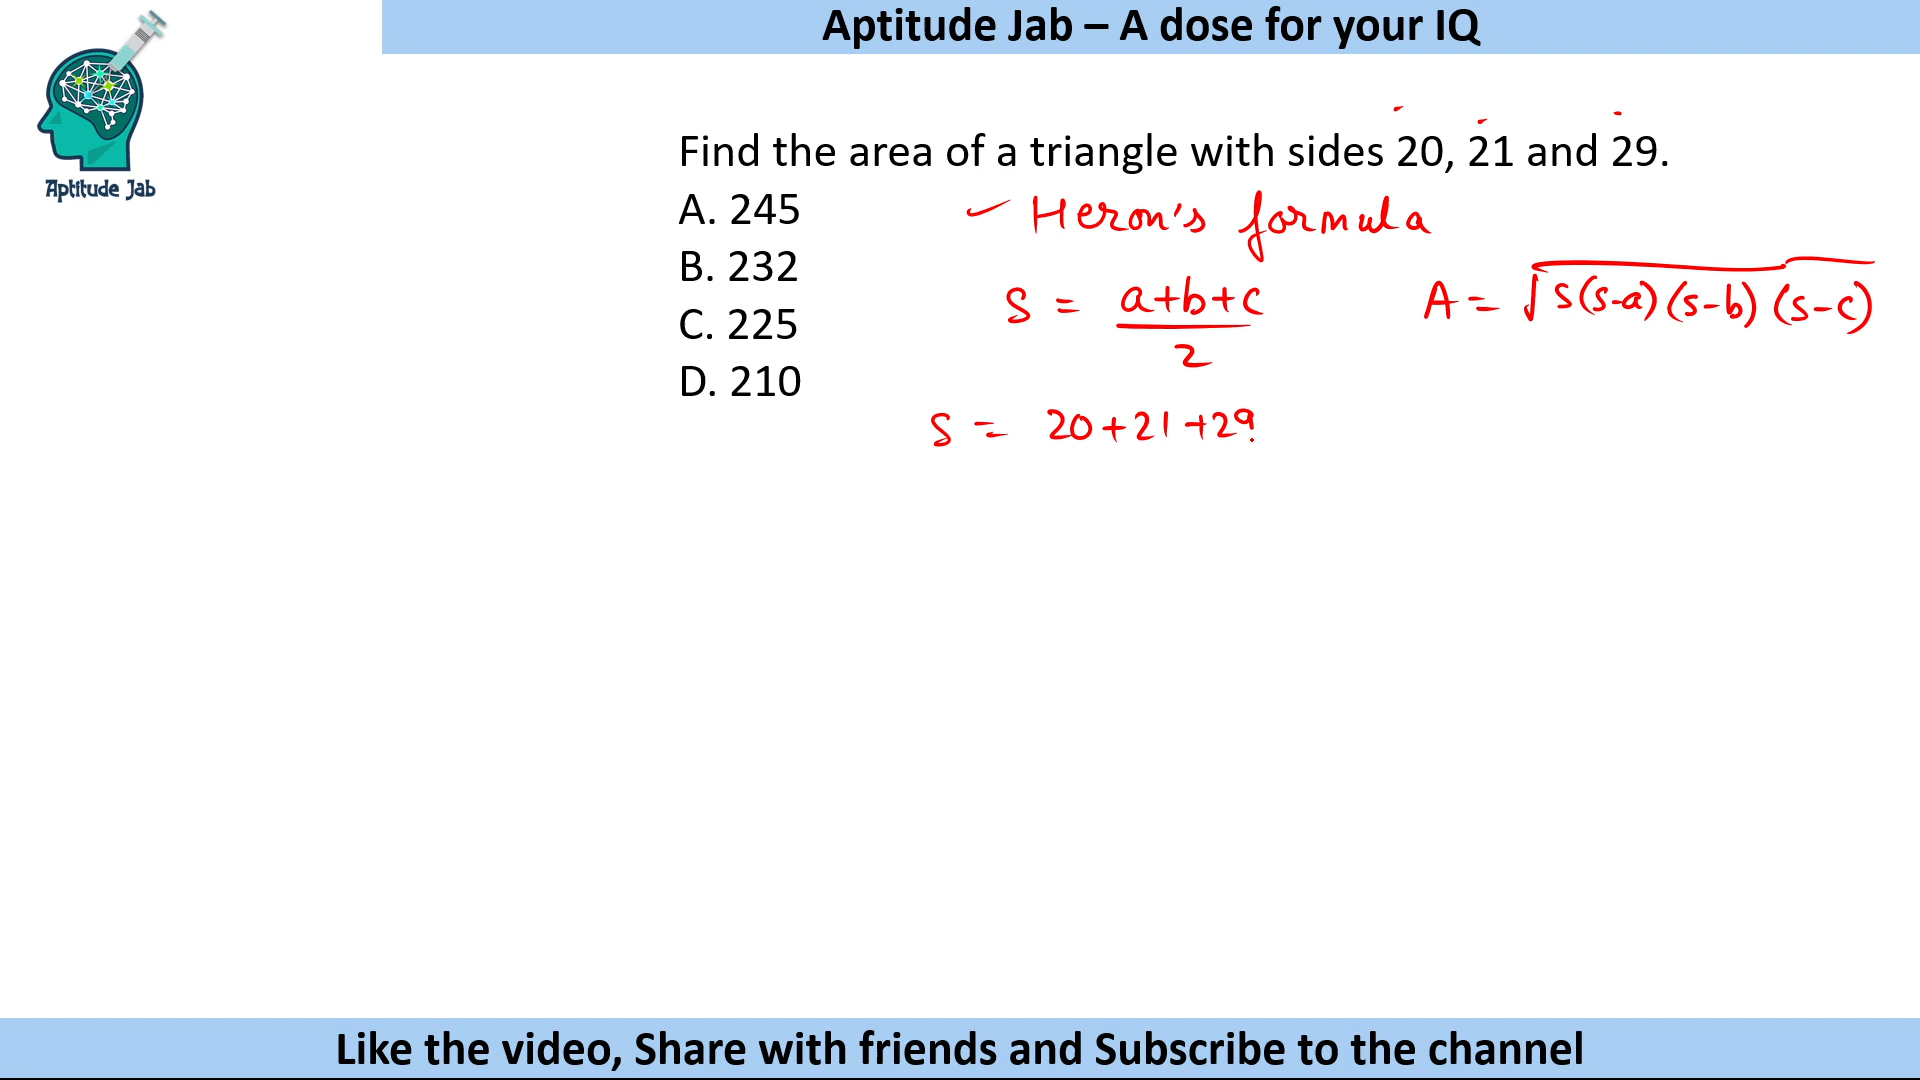 Aptitude Jab – A dose for your IQ
Aptitude Jab
Find the area of a triangle with sides 20, 21 and 29.
A. 245
B. 232
C. 225
D. 210
✓ Heron's formula
S = a+b+c / 2
A = √s(s-a)(s-b)(s-c)
S = 20+21+29
Like the video, Share with friends and Subscribe to the channel